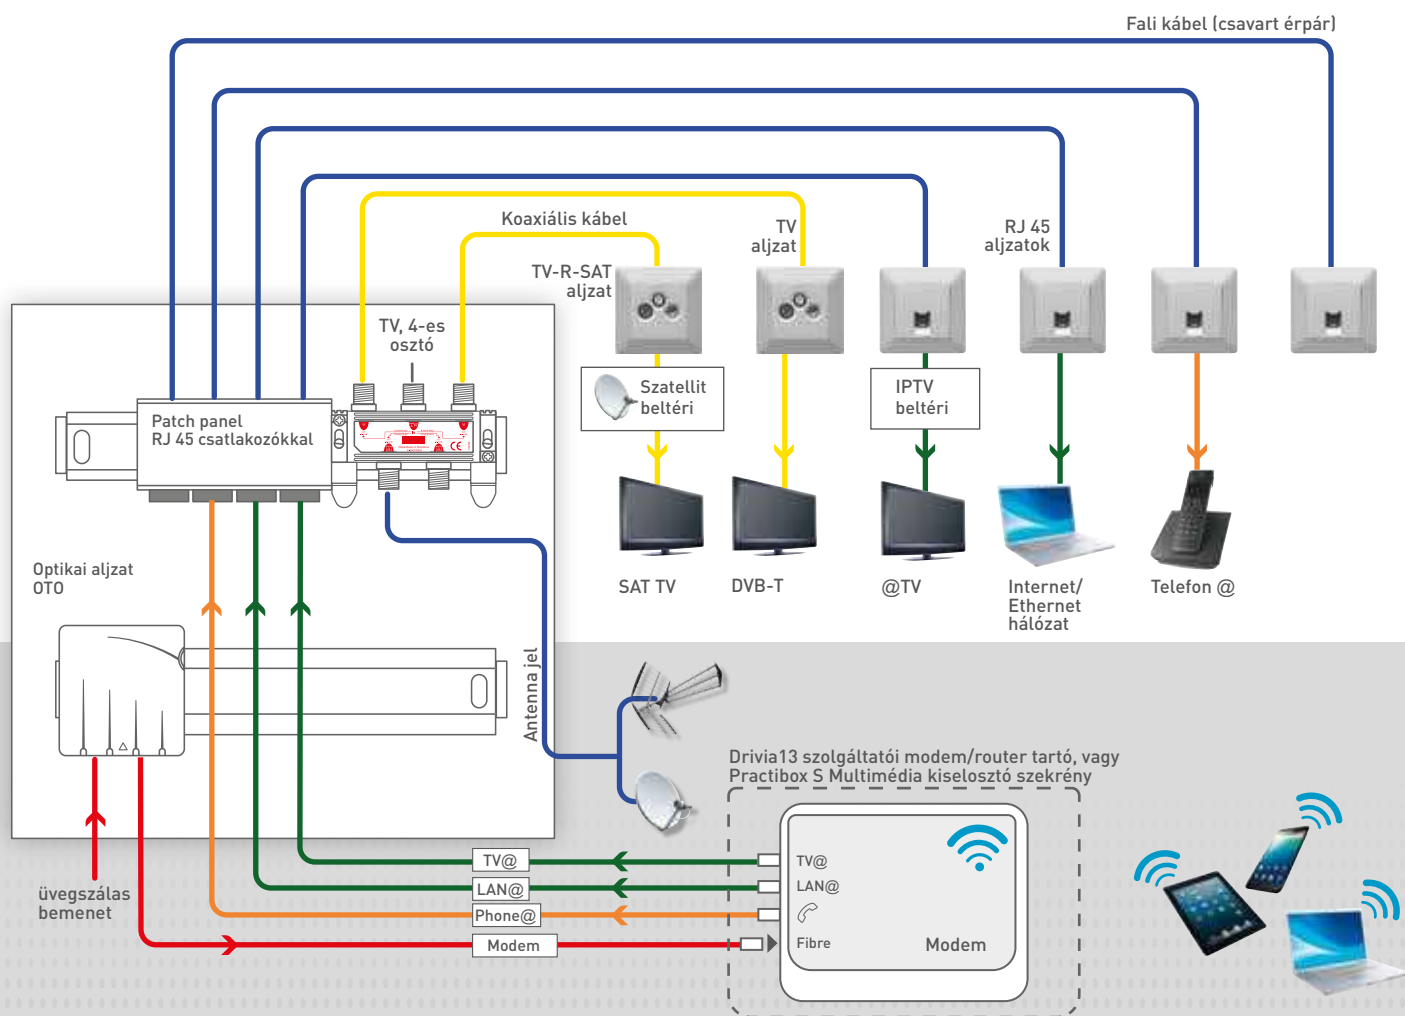 Fali kábel (csavart érpár)
Koaxiális kábel
TV
aljzat
RJ 45
aljzatok
TV-R-SAT
aljzat
TV, 4-es
osztó
Szatellit
beltéri
IPTV
beltéri
Patch panel
RJ 45 csatlakozókkal
CE
Optikai aljzat
OTO
SAT TV
DVB-T
@TV
Internet/
Ethernet
hálózat
Telefon @
Antenna jel
Drivia13 szolgáltatói modem/router tartó, vagy
Practibox S Multimédia kiselosztó szekrény
üvegszálas
bemenet
TV@
LAN@
Phone@
Modem
TV@
LAN@
Fibre
Modem